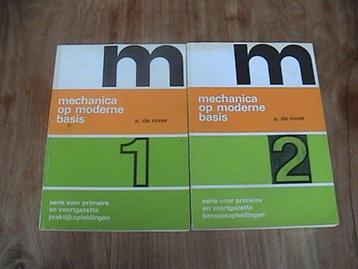 m
mechanica
op moderne
basis
a. de rover
1
serie voor primaire
en voortgezette
praktijkopleidingen
m
mechanica
op moderne
basis
a. de rover
2
serie voor primaire
en voortgezette
beroepsopleidingen